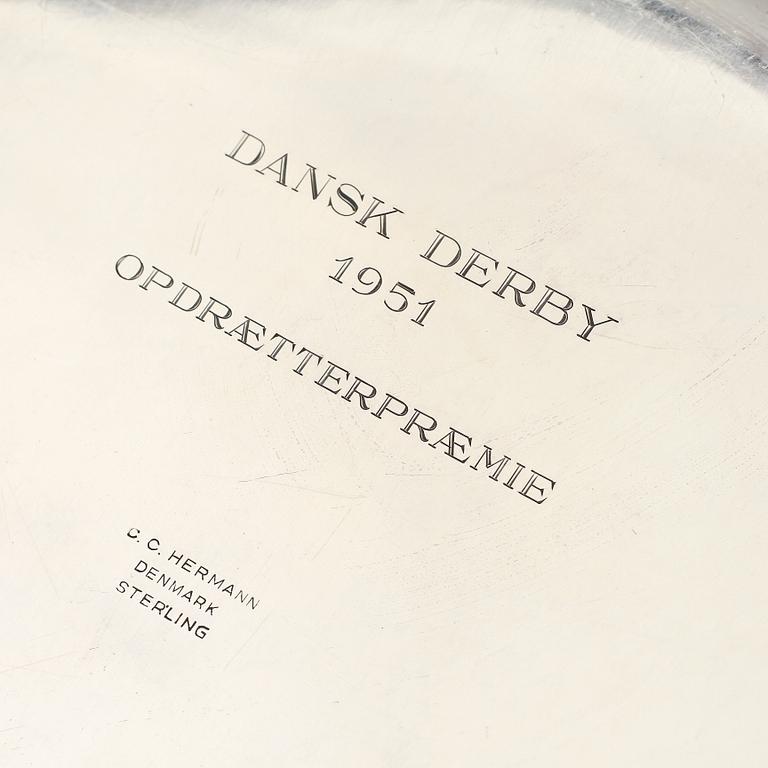 DANSK DERBY
1951
OPDRÆTTERPRÆMIE
C. C. HERMANN
DENMARK
STERLING